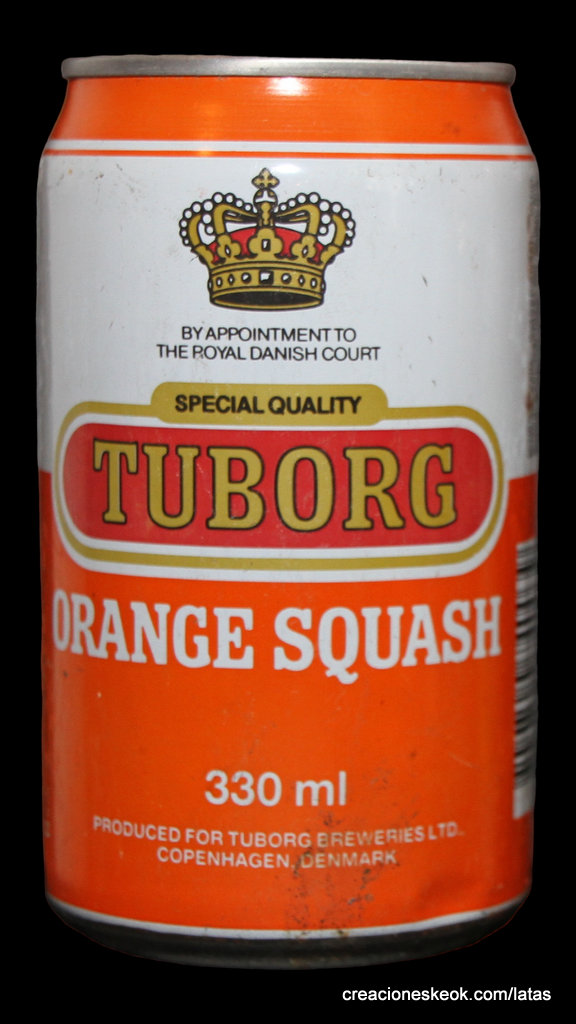 BY APPOINTMENT TO
THE ROYAL DANISH COURT
SPECIAL QUALITY
TUBORG
ORANGE SQUASH
330 ml
PRODUCED FOR TUBORG BREWERIES LTD.
COPENHAGEN, DENMARK
creacioneskeok.com/latas